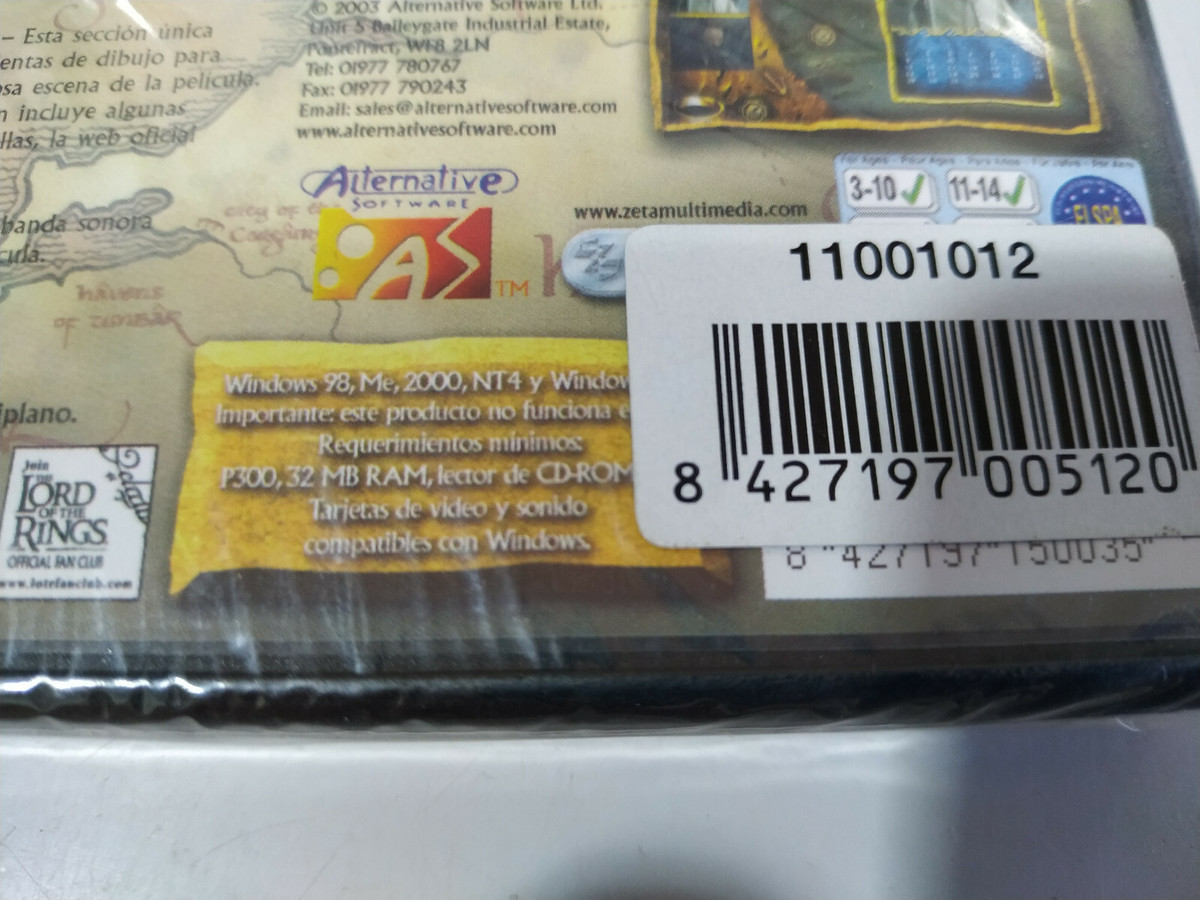 – Esta sección única
entas de dibujo para
osa escena de la película.
n incluye algunas
llas, la web oficial
banda sonora
cula.
havens
of umbar
iplano.
Join
THE
LORD
OF THE
RINGS
OFFICIAL FAN CLUB
www.lotrfanclub.com
© 2003 Alternative Software Ltd.
Unit 5 Baileygate Industrial Estate,
Pontefract, WF8 2LN
Tel: 01977 780767
Fax: 01977 790243
Email: sales@alternativesoftware.com
www.alternativesoftware.com
Alternative
SOFTWARE
AS
TM
city of
www.zetamultimedia.com
3-10 11-14
ELSPA
Windows 98, Me, 2000, NT4 y Window
Importante: este producto no funciona e
Requerimientos mínimos:
P300, 32 MB RAM, lector de CD-ROM
Tarjetas de video y sonido
compatibles con Windows.
11001012
8 427197 005120
8 427197 150035